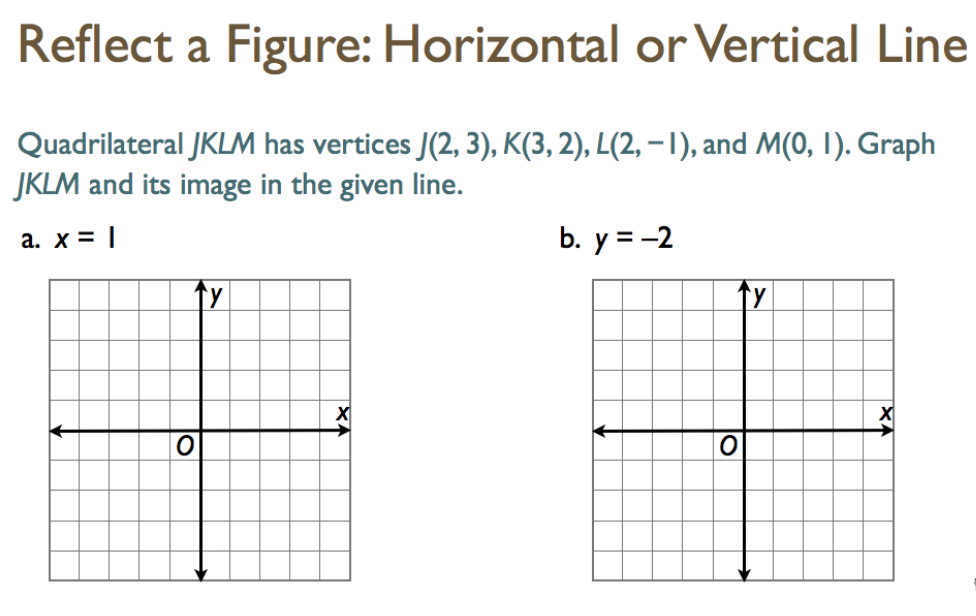 Reflect a Figure: Horizontal or Vertical Line
Quadrilateral JKLM has vertices J(2, 3), K(3, 2), L(2, −1), and M(0, 1). Graph
JKLM and its image in the given line.
a. x = 1
b. y = –2
y
x
O
y
x
O